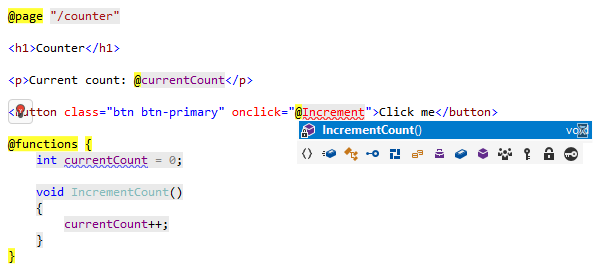 @page "/counter"
<h1>Counter</h1>
<p>Current count: @currentCount</p>
<button class="btn btn-primary" onclick="@Increment">Click me</button>
IncrementCount() void
@functions {
int currentCount = 0;
void IncrementCount()
{
currentCount++;
}
}